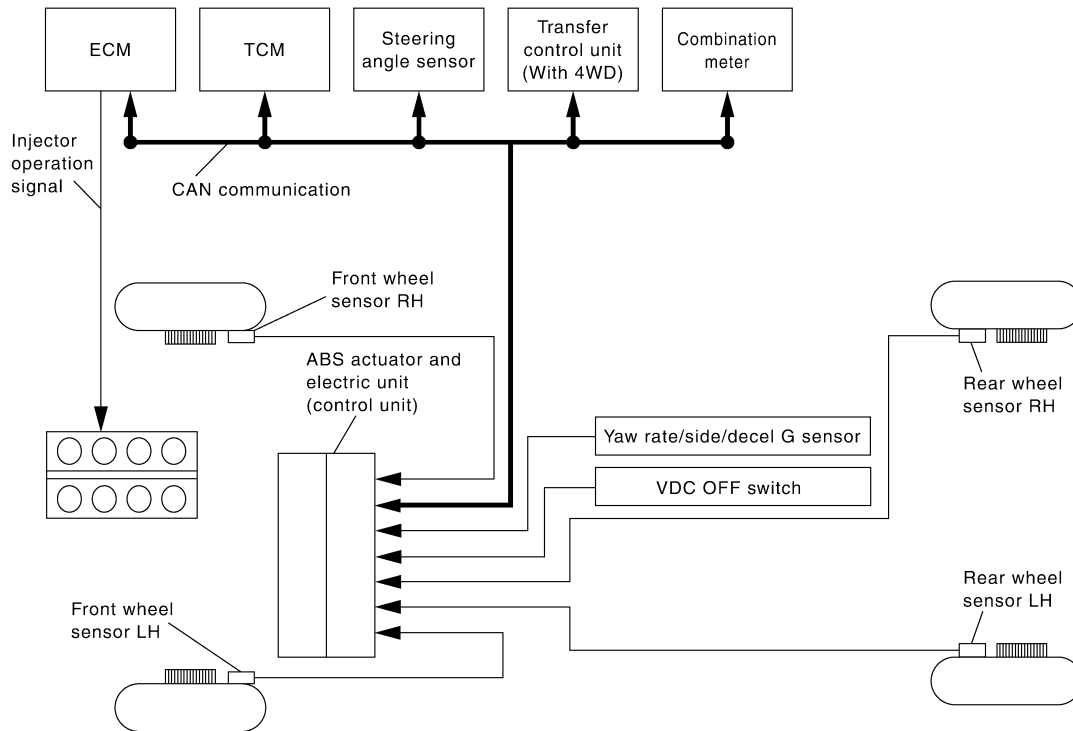 ECM
TCM
Steering
angle sensor
Transfer
control unit
(With 4WD)
Combination
meter
Injector
operation
signal
CAN communication
Front wheel
sensor RH
ABS actuator and
electric unit
(control unit)
Rear wheel
sensor RH
Yaw rate/side/decel G sensor
VDC OFF switch
Rear wheel
sensor LH
Front wheel
sensor LH